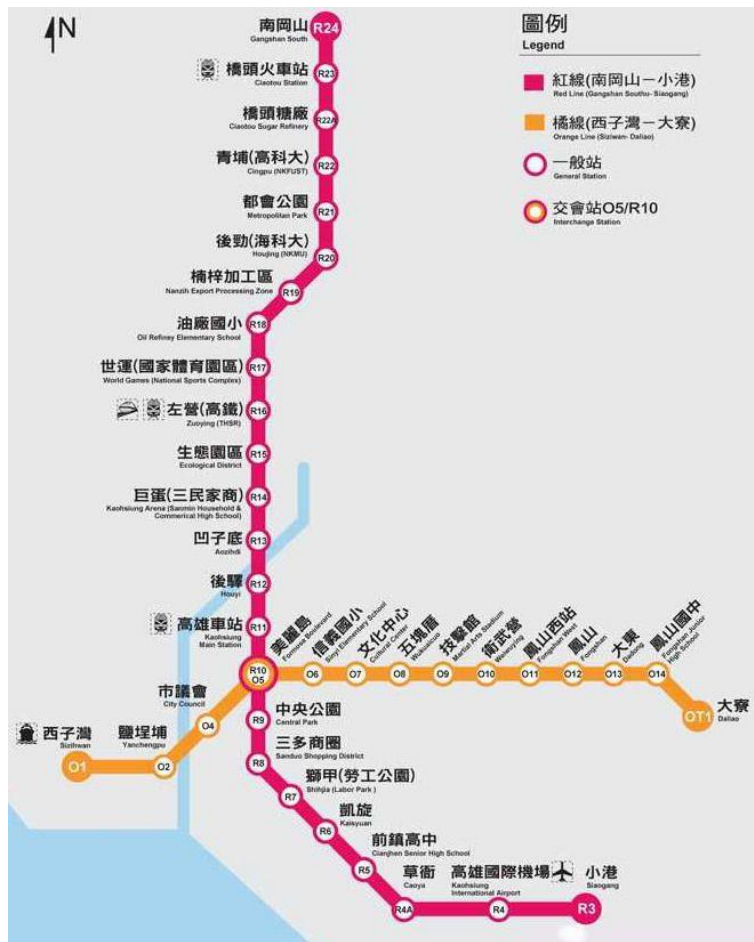 N
圖例
Legend
紅線(南岡山－小港)
Red Line (Gangshan Southu- Siaogang)
橘線(西子灣－大寮)
Orange Line (Siziwan- Daliao)
一般站
General Station
交會站O5/R10
Interchange Station
南岡山
Gangshan South
R24
橋頭火車站
Ciaotou Station
R23
橋頭糖廠
Ciaotou Sugar Refinery
R22A
青埔(高科大)
Cingpu (NKFUST)
R22
都會公園
Metropolitan Park
R21
後勁(海科大)
Houjing (NKMU)
R20
楠梓加工區
Nanzih Export Processing Zone
R19
油廠國小
Oil Refiney Elementary School
R18
世運(國家體育園區)
World Games (National Sports Complex)
R17
左營(高鐵)
Zuoying (THSR)
R16
生態園區
Ecological District
R15
巨蛋(三民家商)
Kaohsiung Arena (Sanmin Household &
Commerical High School)
R14
凹子底
Aozihdi
R13
後驛
Houyi
R12
高雄車站
Kaohsiung
Main Station
R11
美麗島
Formosa Boulevard
R10
O5
信義國小
Sinyi Elementary School
O6
文化中心
Cultural Center
O7
五塊厝
Wukuaicuo
O8
技擊館
Martial Arts Stadium
O9
衛武營
Weiwuying
O10
鳳山西站
Fongshan West
O11
鳳山
Fongshan
O12
大東
Dadong
O13
鳳山國中
Fongshan Junior
High School
O14
大寮
Daliao
OT1
市議會
City Council
O4
鹽埕埔
Yanchengpu
O2
西子灣
Sizihwan
O1
中央公園
Central Park
R9
三多商圈
Sanduo Shopping District
R8
獅甲(勞工公園)
Shihjia (Labor Park )
R7
凱旋
Kaisyuan
R6
前鎮高中
Cianjhen Senior High School
R5
草衙
Caoya
R4A
高雄國際機場
Kaohsiung
International Airport
R4
小港
Siaogang
R3